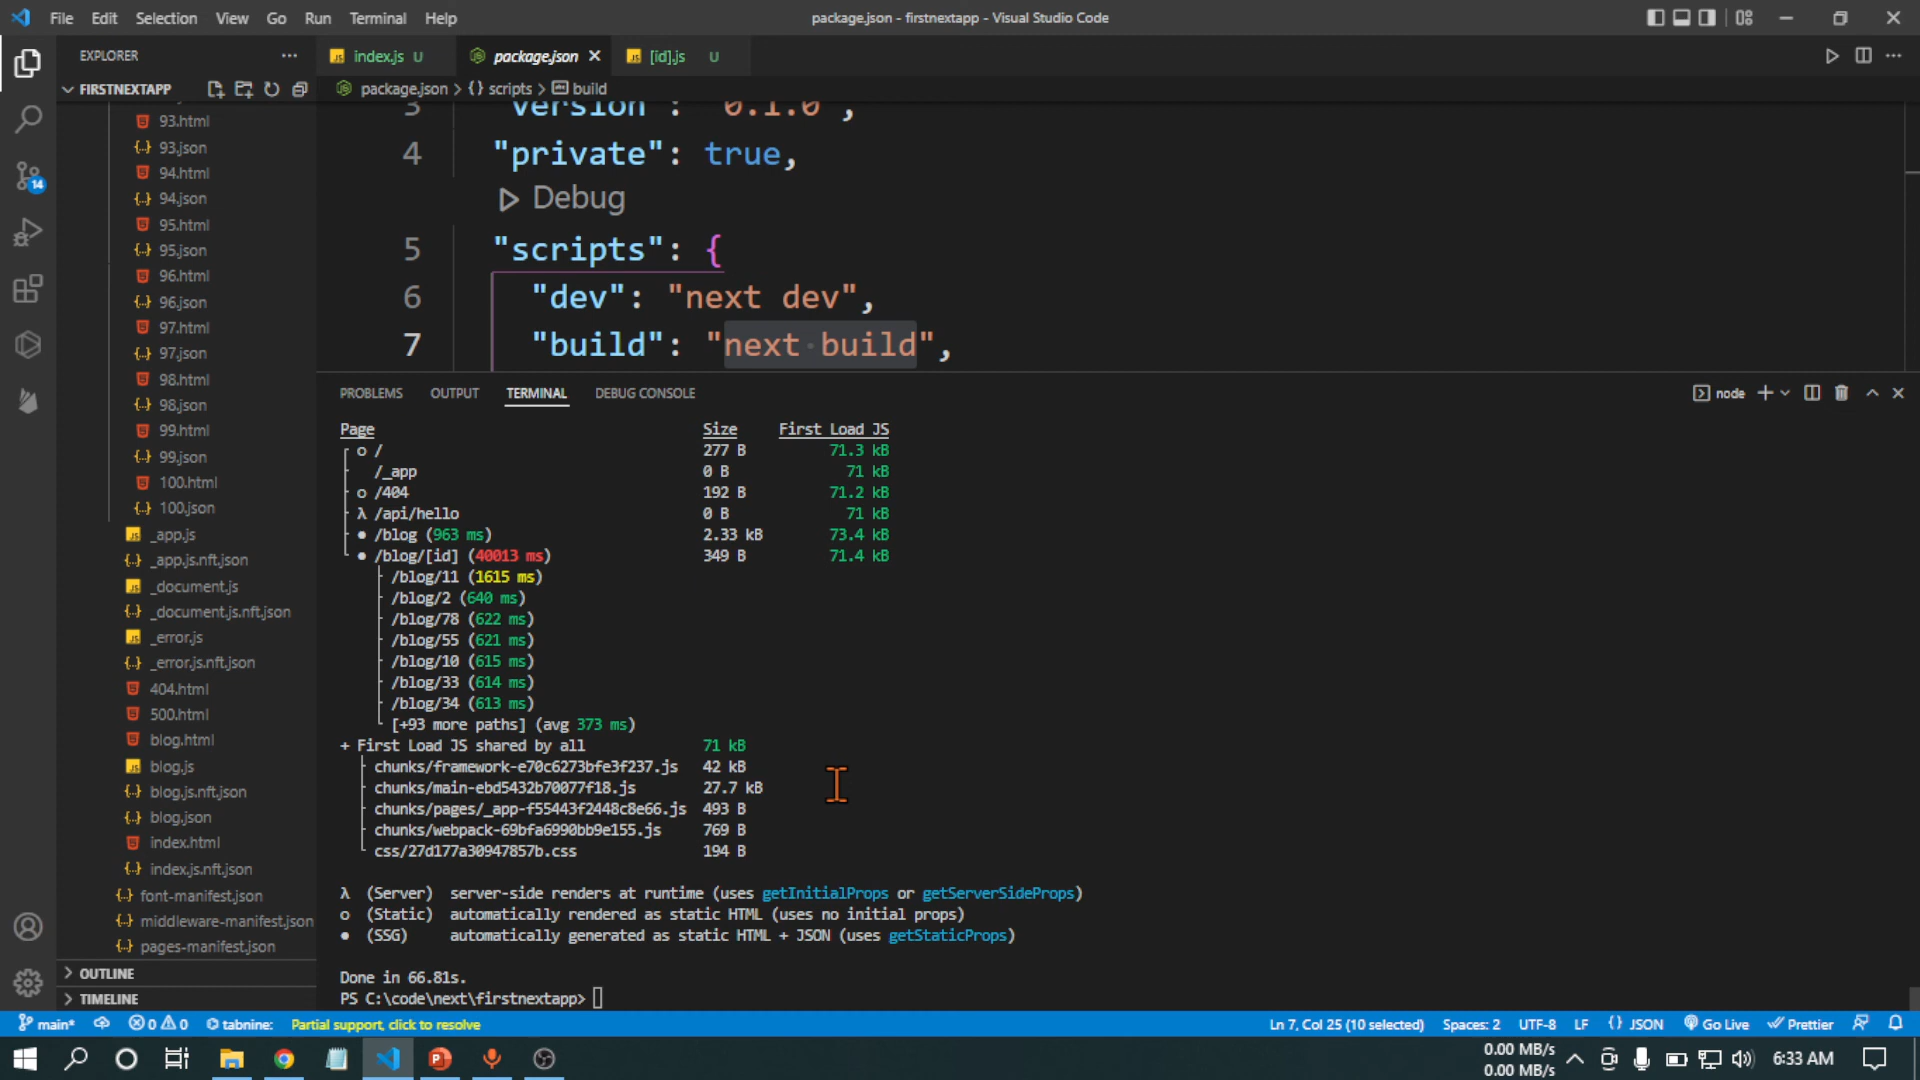 File Edit Selection View Go Run Terminal Help
package.json - firstnextapp - Visual Studio Code
EXPLORER
index.js U
package.json
[id].js U
FIRSTNEXTAPP
package.json > {} scripts > build
93.html
93.json
94.html
94.json
95.html
95.json
96.html
96.json
97.html
97.json
98.html
98.json
99.html
99.json
100.html
100.json
_app.js
_app.js.nft.json
_document.js
_document.js.nft.json
_error.js
_error.js.nft.json
404.html
500.html
blog.html
blog.js
blog.js.nft.json
blog.json
index.html
index.js.nft.json
font-manifest.json
middleware-manifest.json
pages-manifest.json
OUTLINE
TIMELINE
14
3 "version": "0.1.0",
4 "private": true,
Debug
5 "scripts": {
6 "dev": "next dev",
7 "build": "next build",
PROBLEMS OUTPUT TERMINAL DEBUG CONSOLE
node
Page Size First Load JS
┌ ○ / 277 B 71.3 kB
├ /_app 0 B 71 kB
├ ○ /404 192 B 71.2 kB
├ λ /api/hello 0 B 71 kB
├ ● /blog (963 ms) 2.33 kB 73.4 kB
└ ● /blog/[id] (40013 ms) 349 B 71.4 kB
├ /blog/11 (1615 ms)
├ /blog/2 (640 ms)
├ /blog/78 (622 ms)
├ /blog/55 (621 ms)
├ /blog/10 (615 ms)
├ /blog/33 (614 ms)
├ /blog/34 (613 ms)
└ [+93 more paths] (avg 373 ms)
+ First Load JS shared by all 71 kB
├ chunks/framework-e70c6273bfe3f237.js 42 kB
├ chunks/main-ebd5432b70077f18.js 27.7 kB
├ chunks/pages/_app-f55443f2448c8e66.js 493 B
├ chunks/webpack-69bfa6990bb9e155.js 769 B
└ css/27d177a30947857b.css 194 B
λ (Server) server-side renders at runtime (uses getInitialProps or getServerSideProps)
○ (Static) automatically rendered as static HTML (uses no initial props)
● (SSG) automatically generated as static HTML + JSON (uses getStaticProps)
Done in 66.81s.
PS C:\code\next\firstnextapp>
main* 0 0 tabnine: Partial support, click to resolve
Ln 7, Col 25 (10 selected) Spaces: 2 UTF-8 LF {} JSON Go Live Prettier
0.00 MB/s
0.00 MB/s
6:33 AM